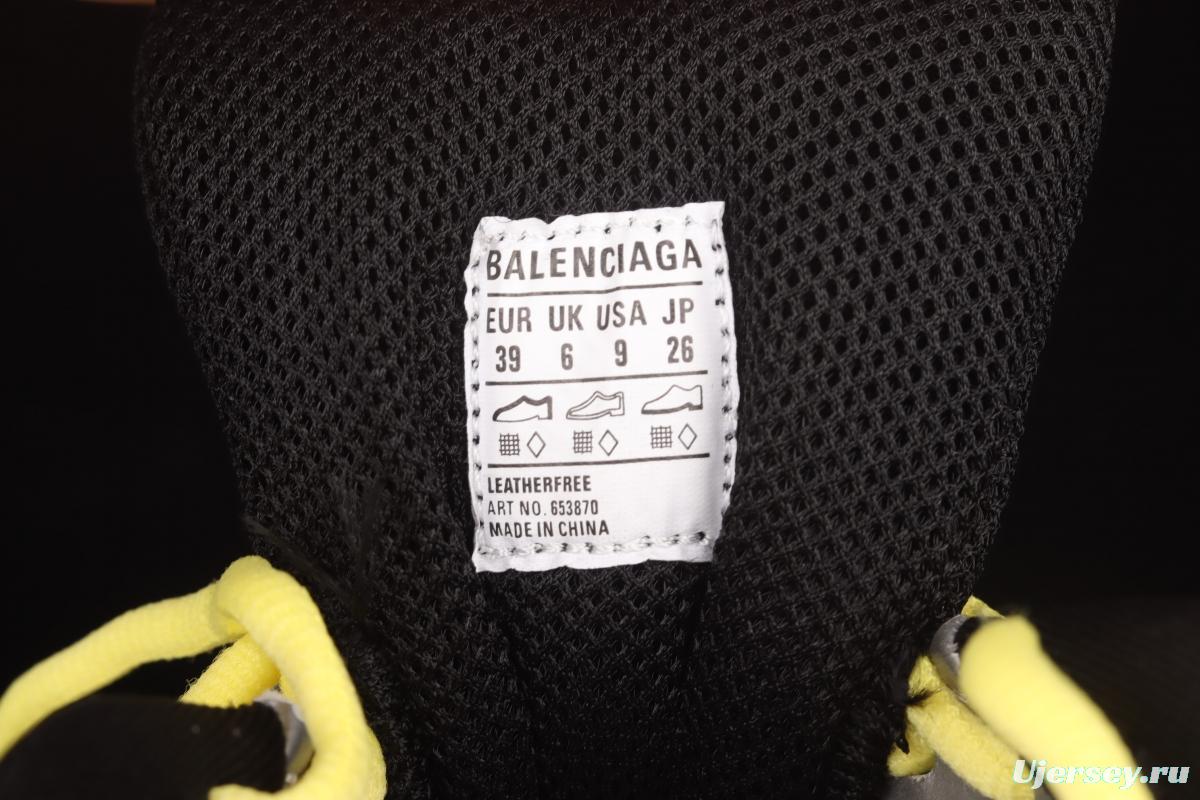 BALENCIAGA
EUR UK USA JP
39 6 9 26
LEATHERFREE
ART NO. 653870
MADE IN CHINA
Ujersey.ru